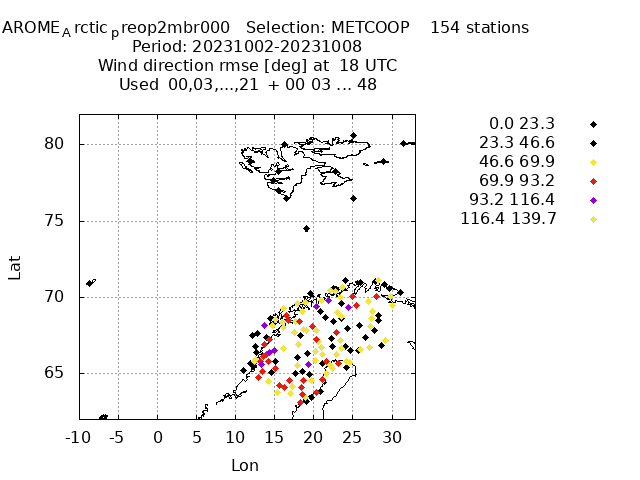 AROME_A rctic_preop2mbr000 Selection: METCOOP 154 stations
Period: 20231002-20231008
Wind direction rmse [deg] at 18 UTC
Used 00,03,...,21 + 00 03 ... 48
0.0 23.3
23.3 46.6
46.6 69.9
69.9 93.2
93.2 116.4
116.4 139.7
80
75
70
65
Lat
-10 -5 0 5 10 15 20 25 30
Lon